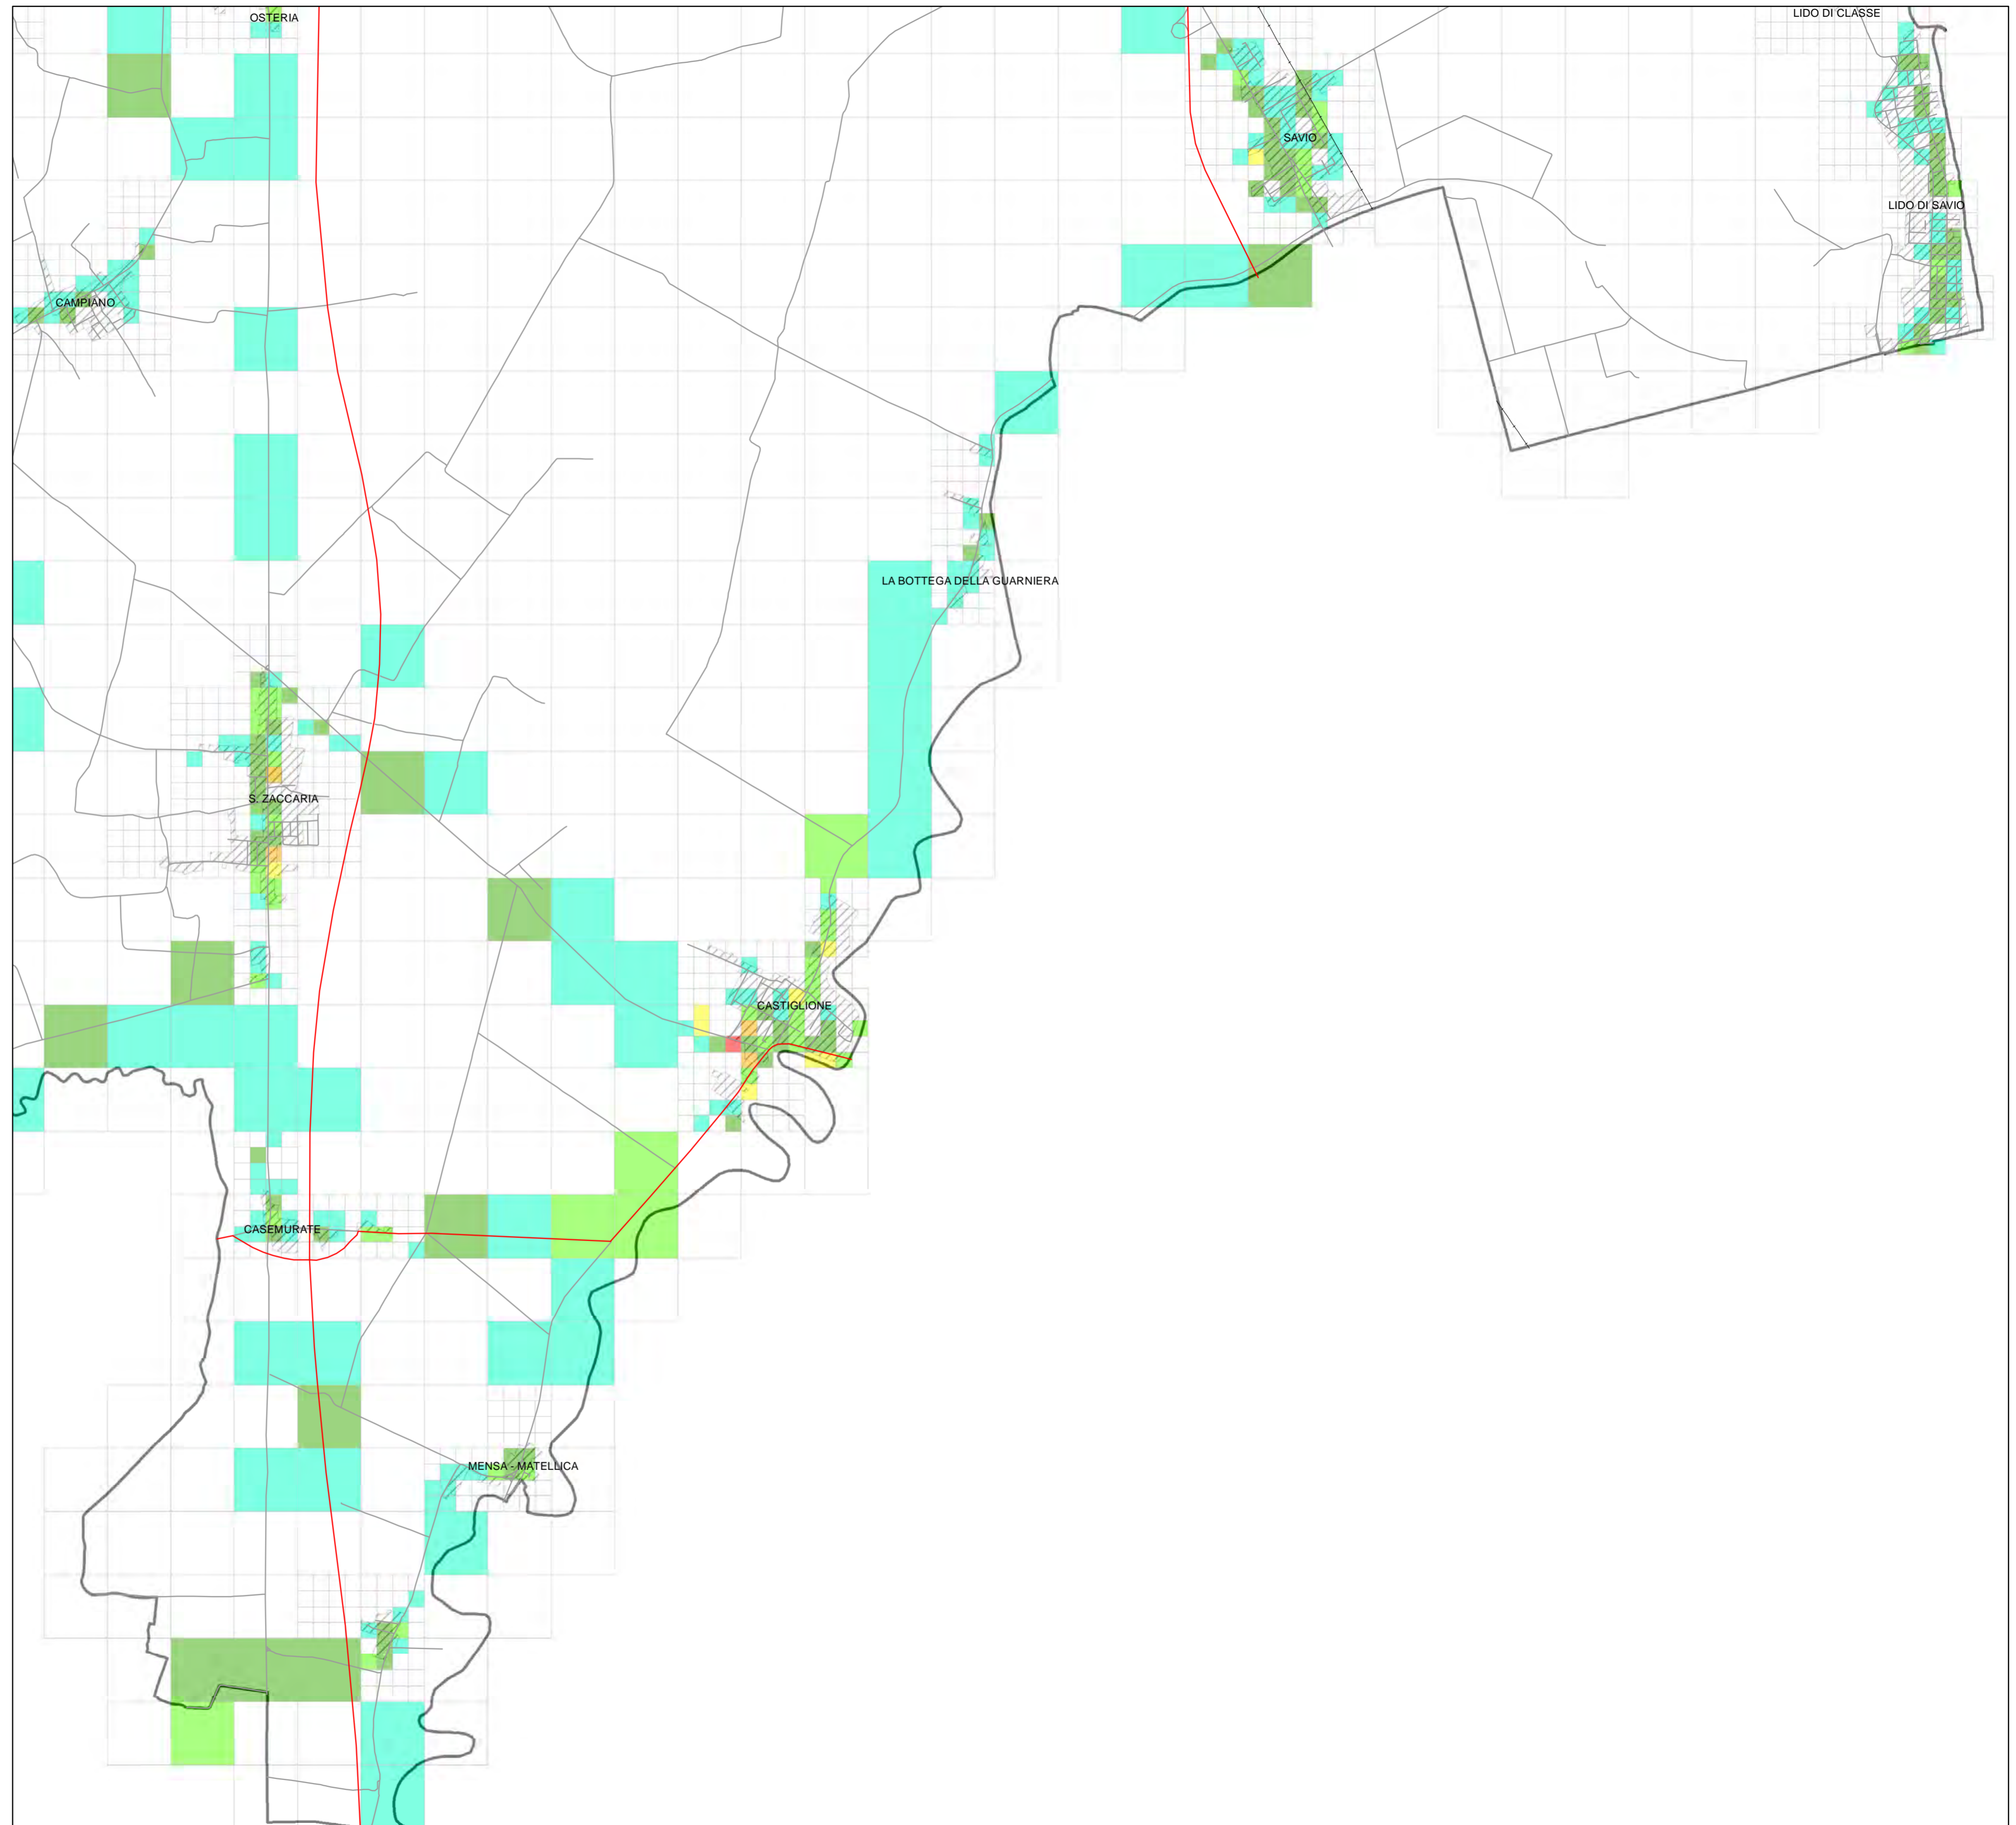 LIDO DI CLASSE
OSTERIA
SAVIO
LIDO DI SAVIO
CAMPIANO
LA BOTTEGA DELLA GUARNIERA
S. ZACCARIA
CASTIGLIONE
CASEMURATE
MENSA - MATELLICA